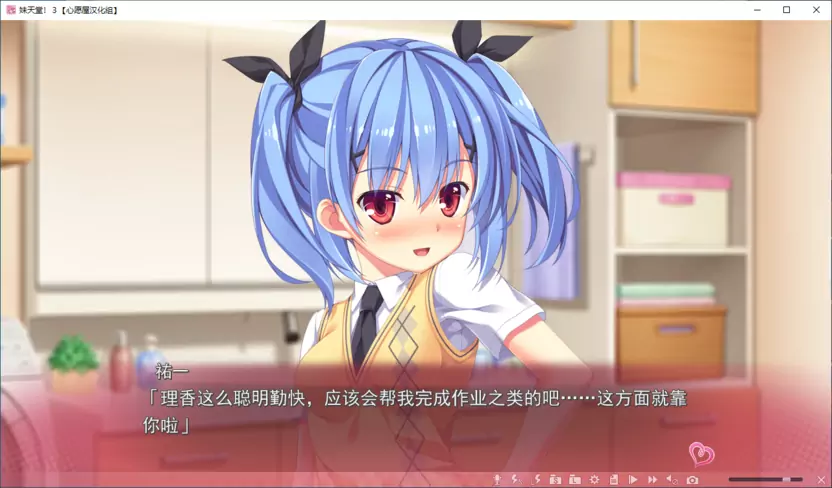 妹天堂！3【心愿屋汉化组】
祐一
「理香这么聪明勤快，应该会帮我完成作业之类的吧……这方面就靠
你啦」